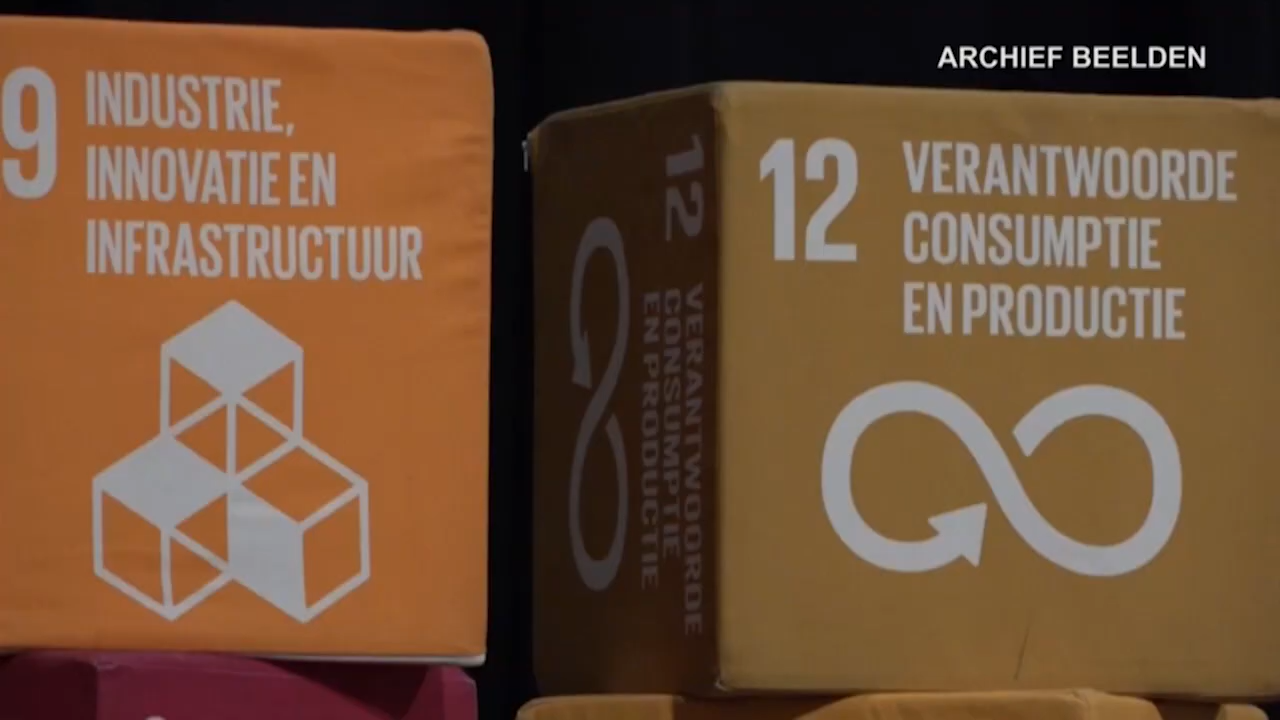 ARCHIEF BEELDEN
9
INDUSTRIE,
INNOVATIE EN
INFRASTRUCTUUR
12
VERANTWOORDE
CONSUMPTIE
EN PRODUCTIE
12
VERANTWOORDE
CONSUMPTIE
EN PRODUCTIE